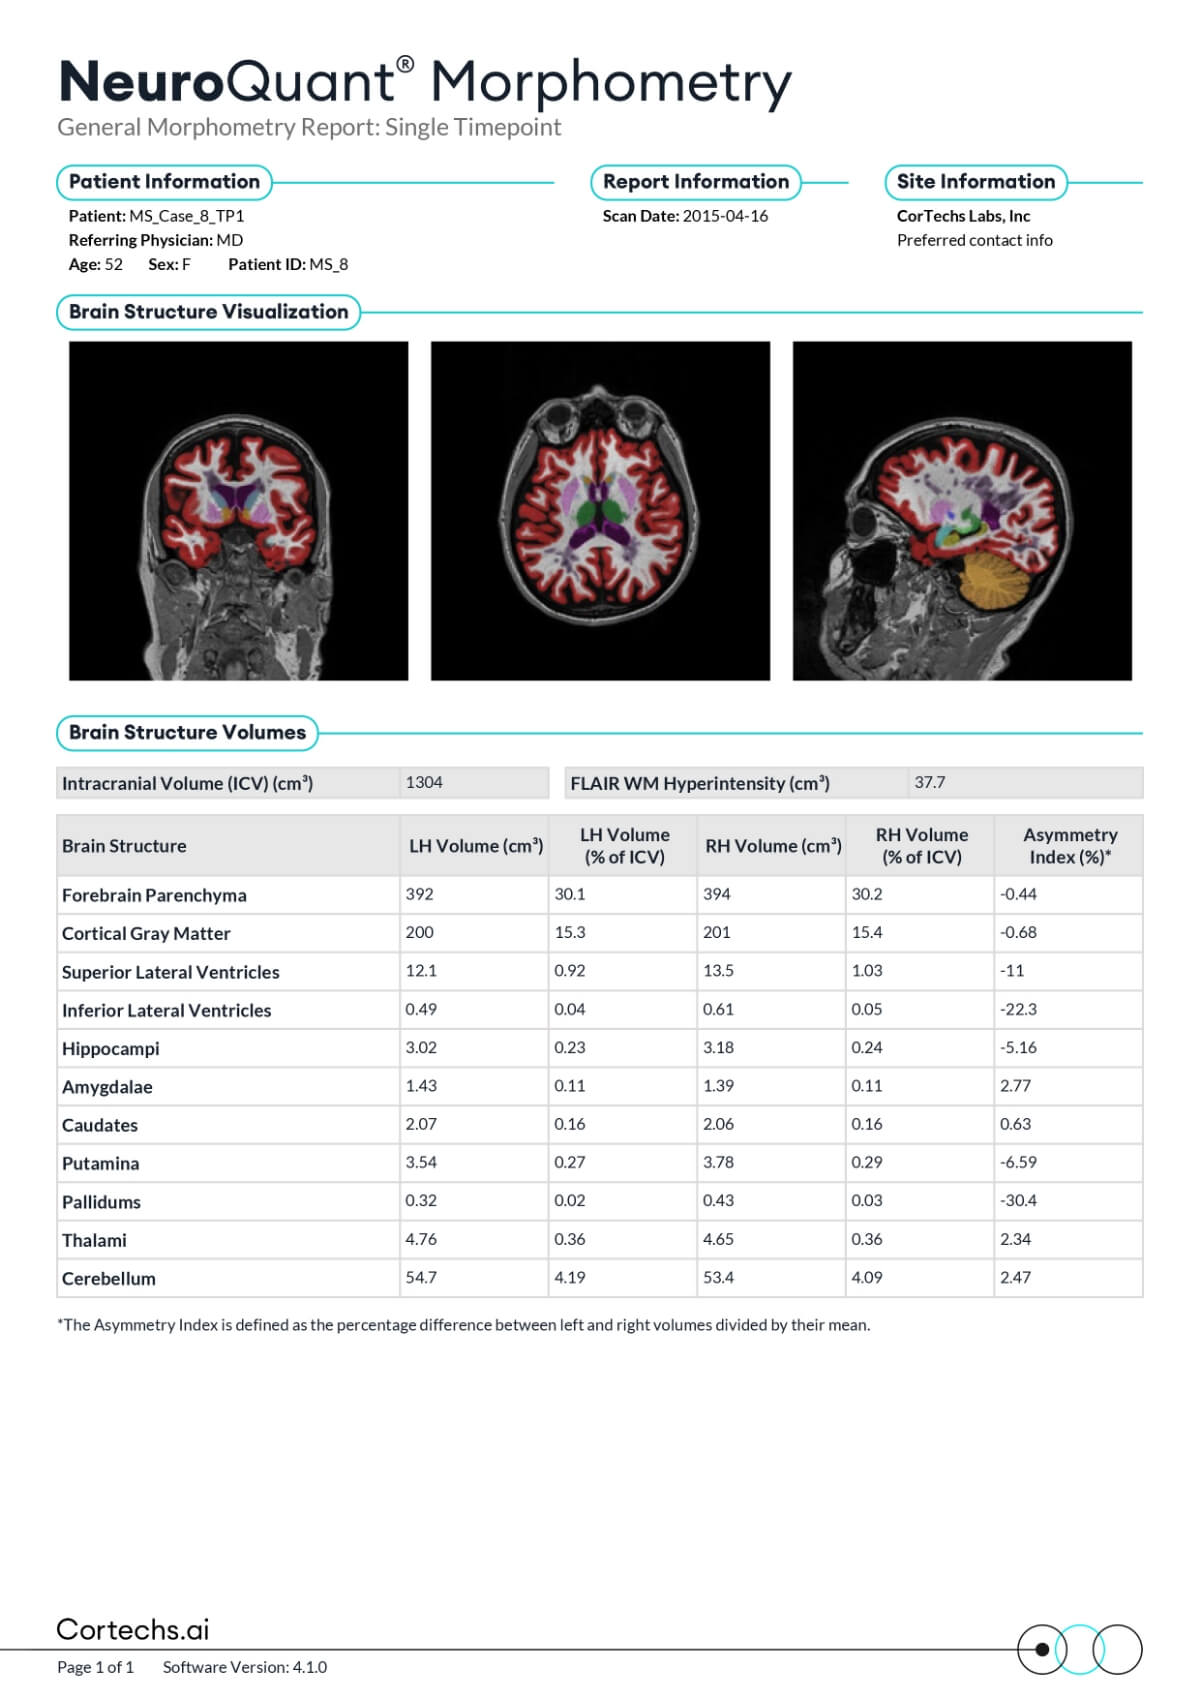 NeuroQuant® Morphometry
General Morphometry Report: Single Timepoint
Patient Information
Report Information
Site Information
Patient: MS_Case_8_TP1
Scan Date: 2015-04-16
CorTechs Labs, Inc
Referring Physician: MD
Preferred contact info
Age: 52 Sex: F Patient ID: MS_8
Brain Structure Visualization
Brain Structure Volumes
Intracranial Volume (ICV) (cm³) 1304 FLAIR WM Hyperintensity (cm³) 37.7
Brain Structure LH Volume (cm³) LH Volume (% of ICV) RH Volume (cm³) RH Volume (% of ICV) Asymmetry Index (%)*
Forebrain Parenchyma 392 30.1 394 30.2 -0.44
Cortical Gray Matter 200 15.3 201 15.4 -0.68
Superior Lateral Ventricles 12.1 0.92 13.5 1.03 -11
Inferior Lateral Ventricles 0.49 0.04 0.61 0.05 -22.3
Hippocampi 3.02 0.23 3.18 0.24 -5.16
Amygdalae 1.43 0.11 1.39 0.11 2.77
Caudates 2.07 0.16 2.06 0.16 0.63
Putamina 3.54 0.27 3.78 0.29 -6.59
Pallidums 0.32 0.02 0.43 0.03 -30.4
Thalami 4.76 0.36 4.65 0.36 2.34
Cerebellum 54.7 4.19 53.4 4.09 2.47
*The Asymmetry Index is defined as the percentage difference between left and right volumes divided by their mean.
Cortechs.ai
Page 1 of 1 Software Version: 4.1.0